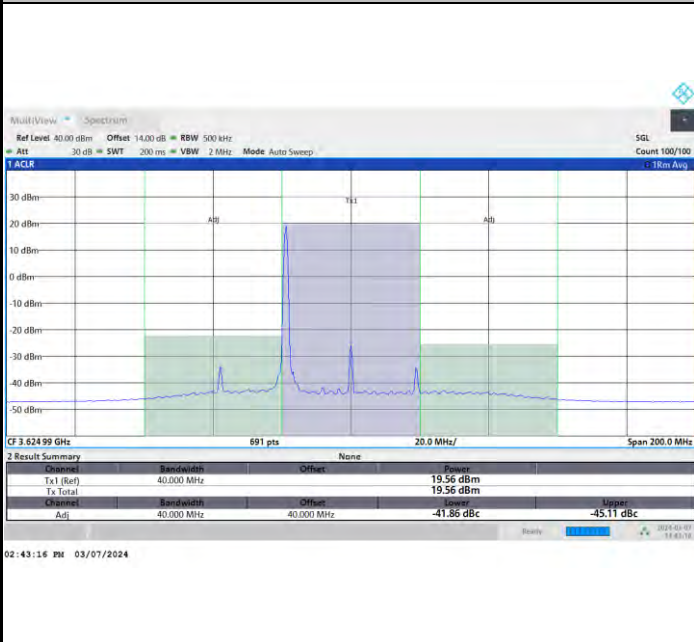 MultiView Spectrum
Ref Level 40.00 dBm Offset 14.00 dB RBW 500 kHz SGL
Att 30 dB SWT 200 ms VBW 2 MHz Mode Auto Sweep Count 100/100
1 ACLR 1Rm Avg
Tx1
30 dBm
Adj Adj
20 dBm
10 dBm
0 dBm
-10 dBm
-20 dBm
-30 dBm
-40 dBm
-50 dBm
CF 3.624 99 GHz 691 pts 20.0 MHz/ Span 200.0 MHz
2 Result Summary None
Channel Bandwidth Offset Power
Tx1 (Ref) 40.000 MHz 19.56 dBm
Tx Total 19.56 dBm
Channel Bandwidth Offset Lower Upper
Adj 40.000 MHz 40.000 MHz -41.86 dBc -45.11 dBc
Ready
02:43:16 PM 03/07/2024